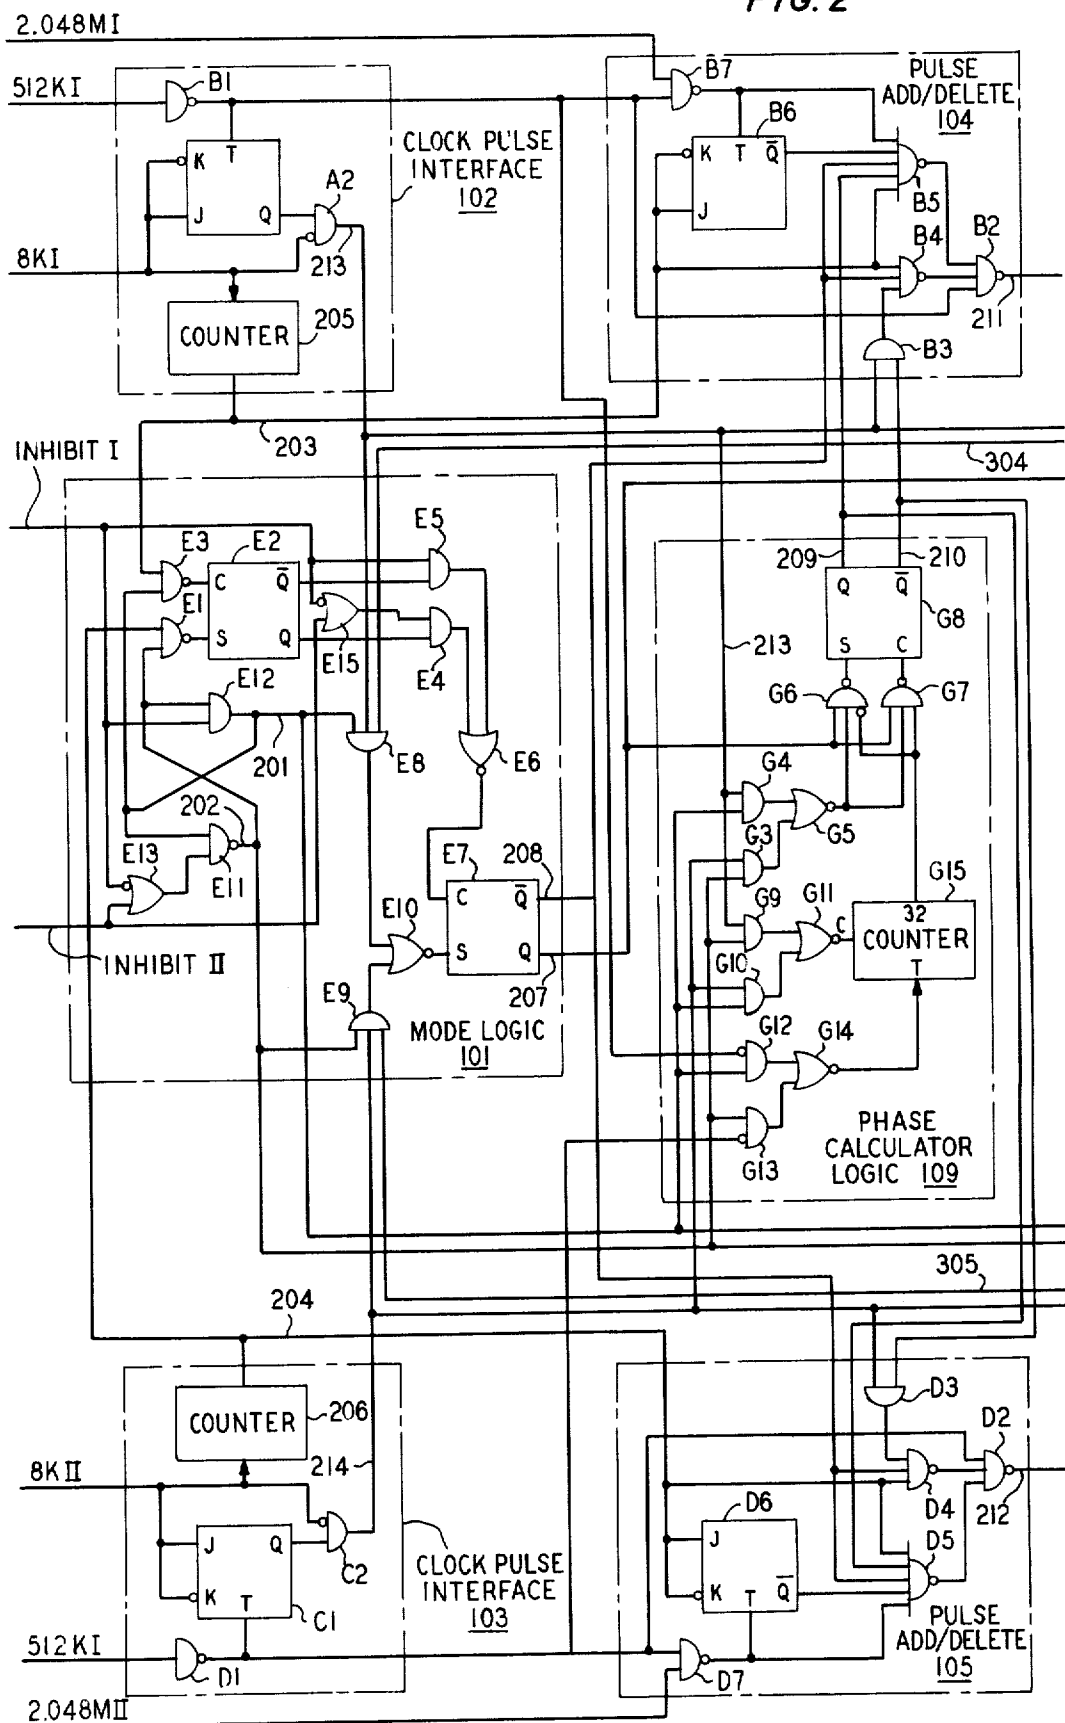 FIG. 2
2.048MI
512KI
B1
B7
PULSE
ADD/DELETE
104
B6
K
T
K
T
Q̅
CLOCK PULSE
INTERFACE
102
A2
J
Q
J
B5
B4
B2
8KI
213
211
COUNTER
205
B3
203
INHIBIT I
304
E5
E3
E2
209
210
C
Q̅
Q
Q̅
G8
E1
S
Q
E15
E4
213
S
C
E12
G6
G7
201
E8
E6
G4
202
G5
E13
G3
E11
E7
208
G15
C
Q̅
G9
G11
32
E10
C
COUNTER
S
Q
G10
T
INHIBIT II
E9
207
MODE LOGIC
101
G12
G14
G13
PHASE
CALCULATOR
LOGIC 109
305
204
D3
COUNTER
206
D2
8KII
214
D4
212
D6
J
Q
J
D5
C2
K
K
T
Q̅
CLOCK PULSE
INTERFACE
103
T
C1
PULSE
ADD/DELETE
105
512KI
D1
D7
2.048MII